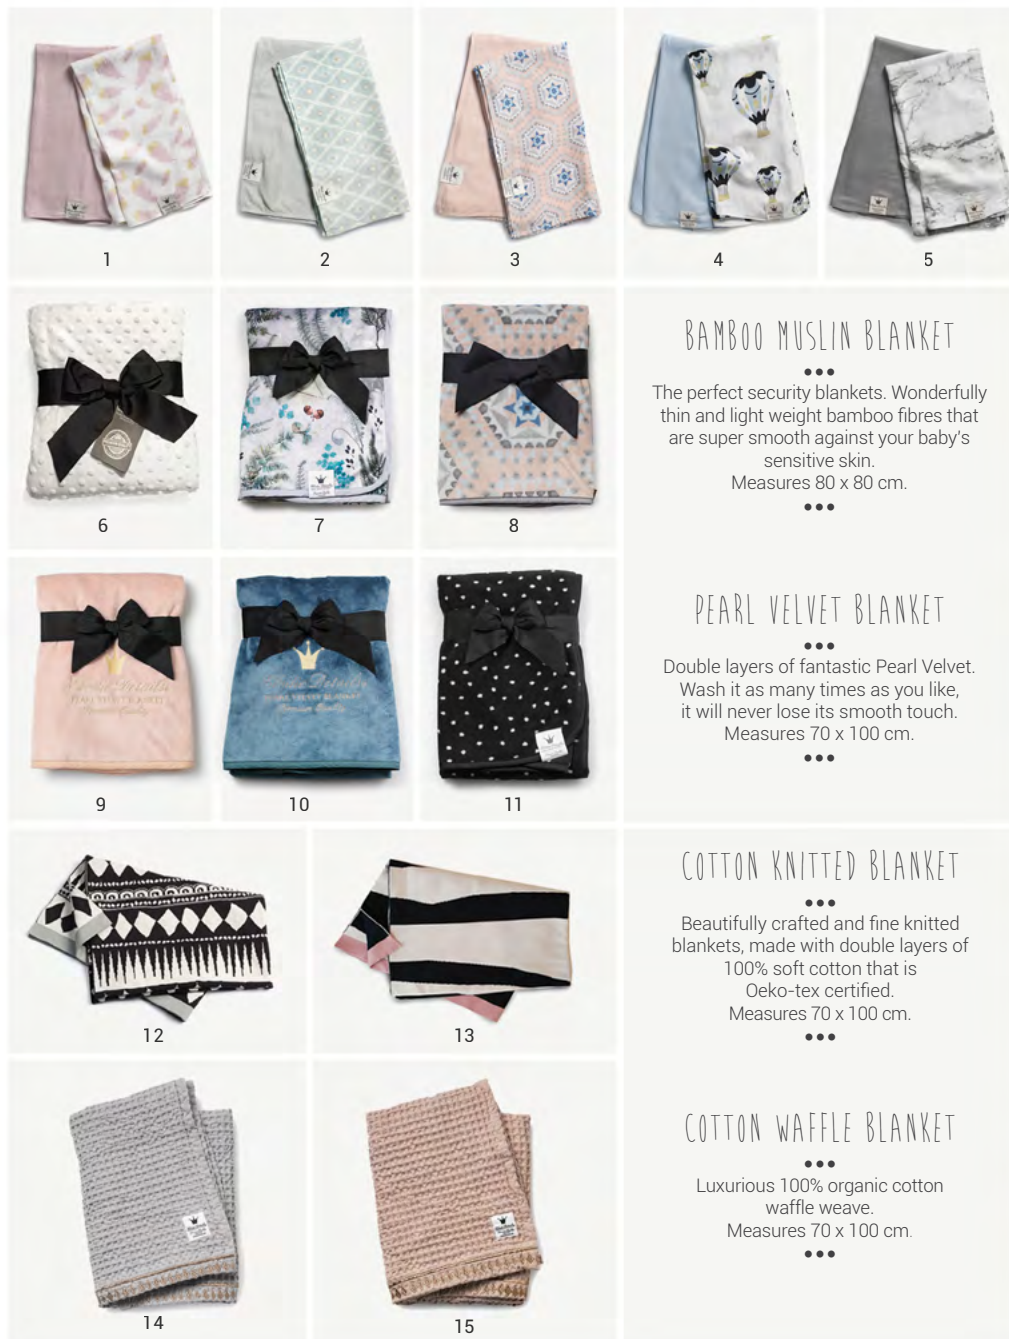 1
2
3
4
5
6
7
8
BAMBOO MUSLIN BLANKET
The perfect security blankets. Wonderfully
thin and light weight bamboo fibres that
are super smooth against your baby's
sensitive skin.
Measures 80 x 80 cm.
9
10
11
PEARL VELVET BLANKET
Double layers of fantastic Pearl Velvet.
Wash it as many times as you like,
it will never lose its smooth touch.
Measures 70 x 100 cm.
12
13
COTTON KNITTED BLANKET
Beautifully crafted and fine knitted
blankets, made with double layers of
100% soft cotton that is
Oeko-tex certified.
Measures 70 x 100 cm.
14
15
COTTON WAFFLE BLANKET
Luxurious 100% organic cotton
waffle weave.
Measures 70 x 100 cm.